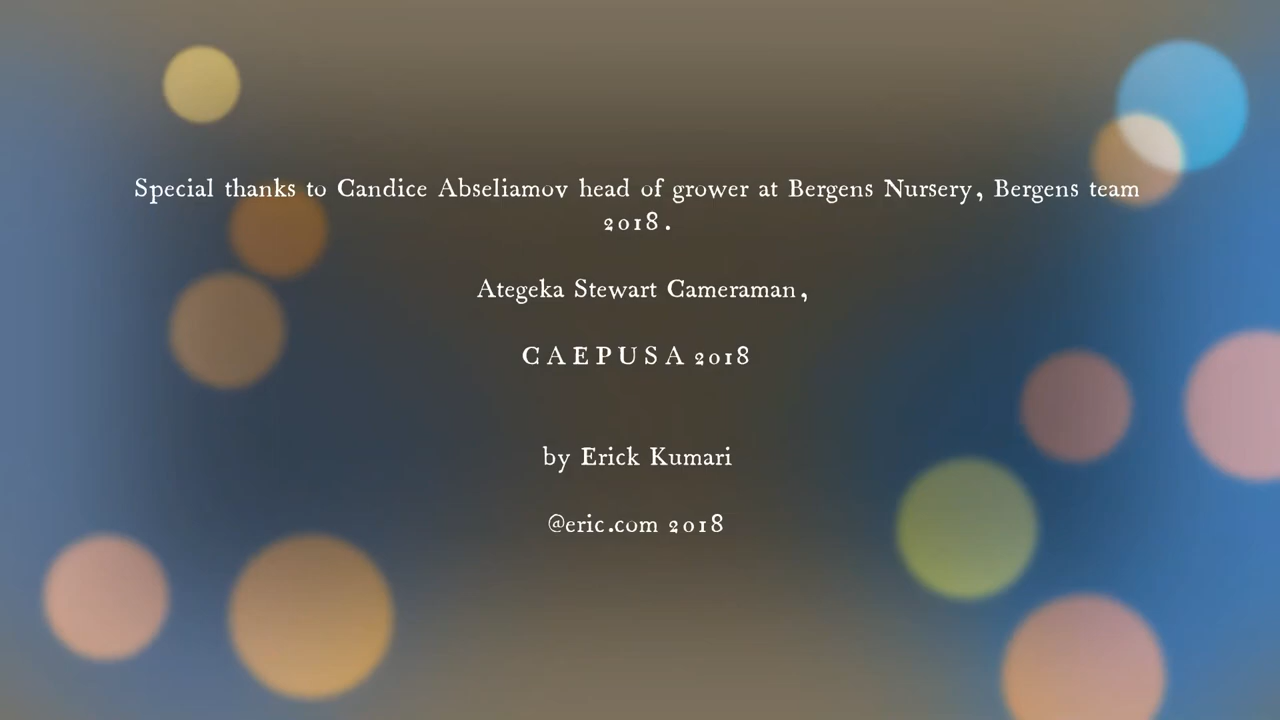 Special thanks to Candice Abseliamov head of grower at Bergens Nursery, Bergens team
2018.
Ategeka Stewart Cameraman,
C A E P U S A 2018
by Erick Kumari
@eric.com 2018